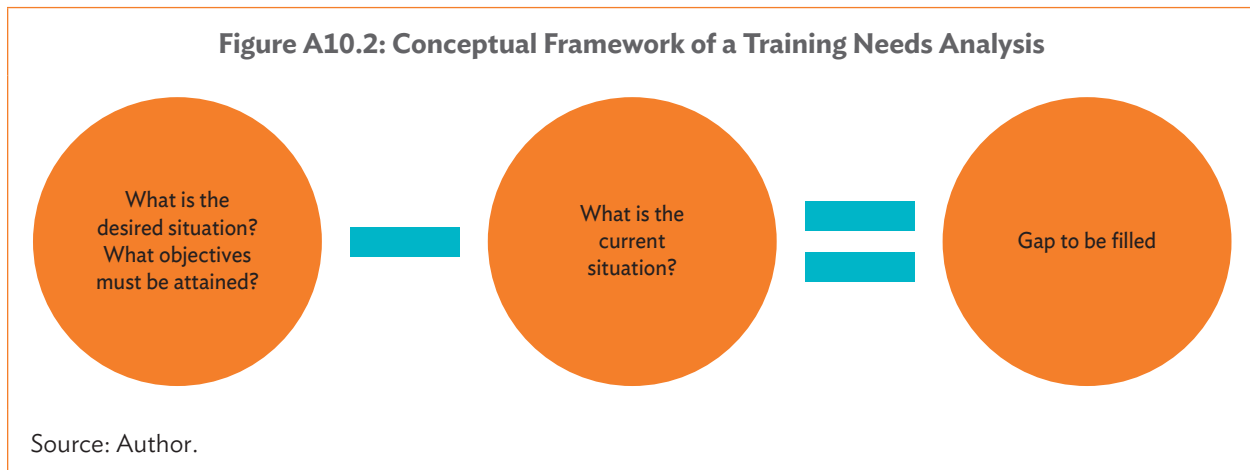 Figure A10.2: Conceptual Framework of a Training Needs Analysis
What is the
desired situation?
What objectives
must be attained?
What is the
current
situation?
Gap to be filled
Source: Author.